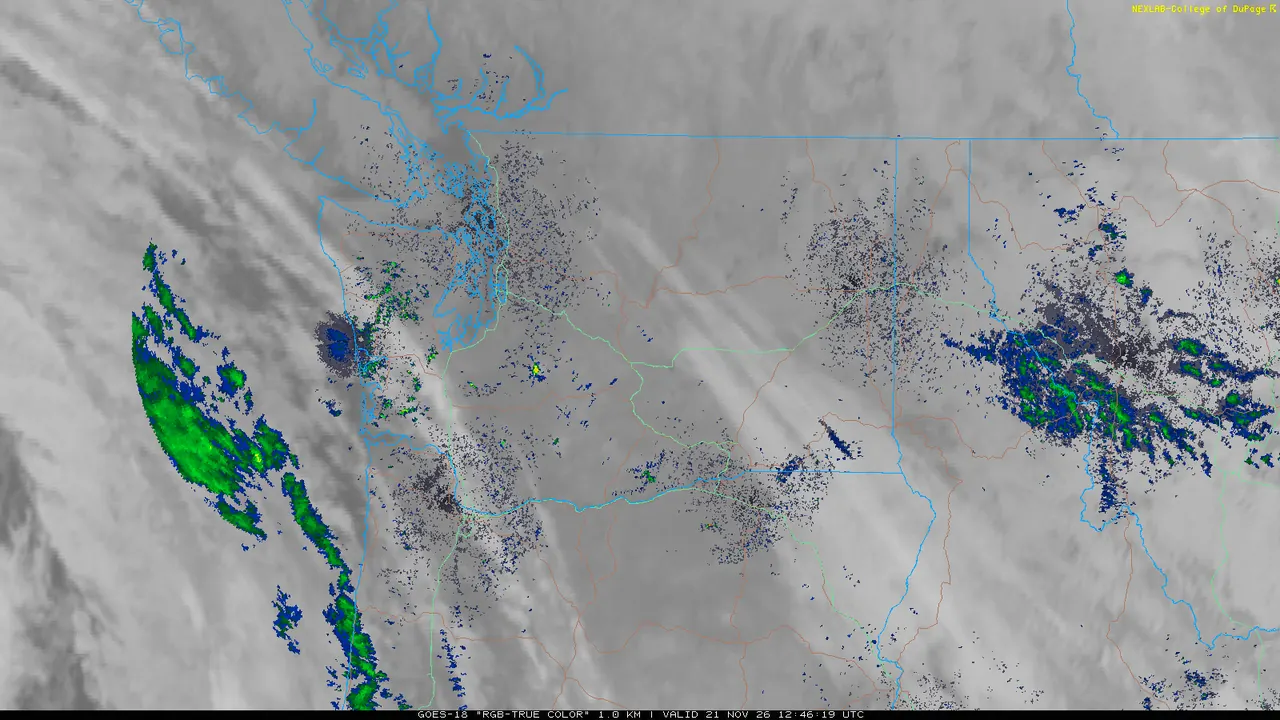 NEXLAB-College of DuPage
GOES-18 "RGB-TRUE COLOR" 1.0 KM | VALID 21 NOV 26 12:46:19 UTC